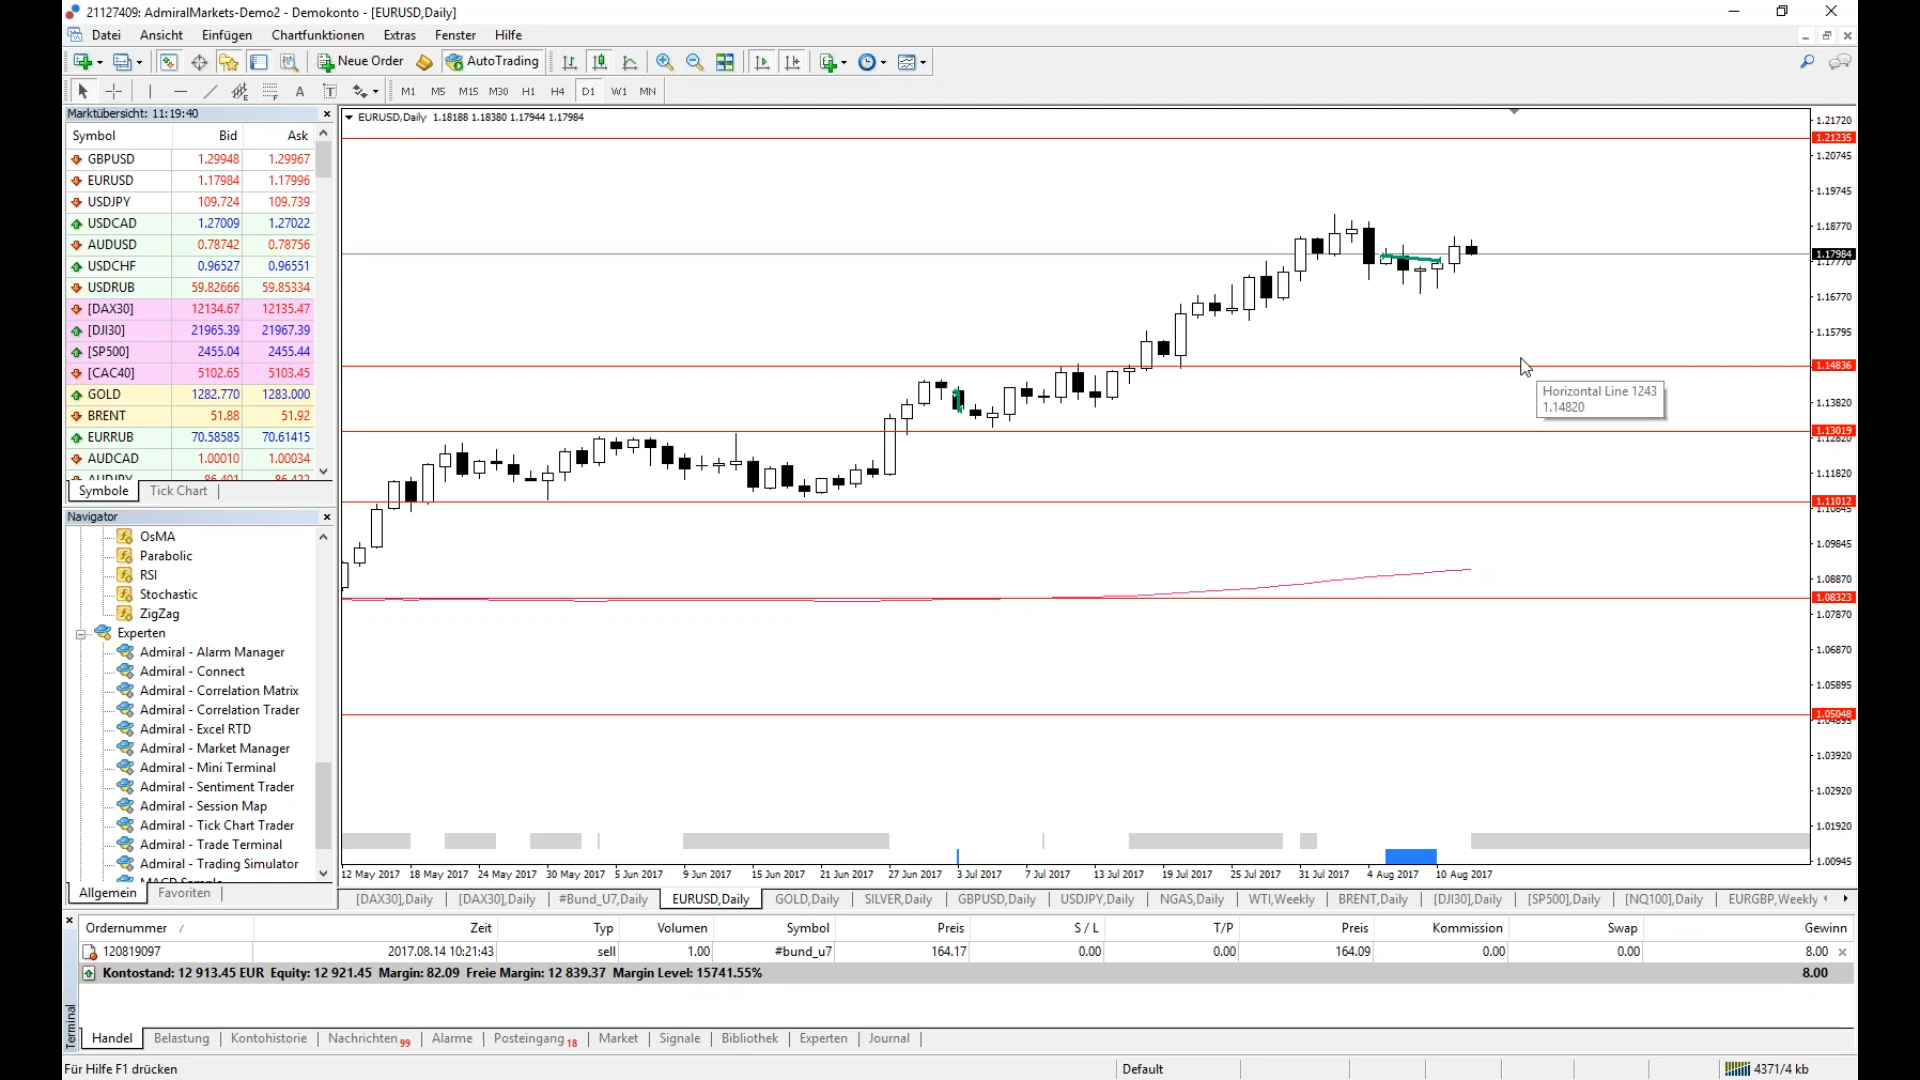 21127409: AdmiralMarkets-Demo2 - Demokonto - [EURUSD,Daily]
Datei Ansicht Einfügen Chartfunktionen Extras Fenster Hilfe
Neue Order AutoTrading
A T M1 M5 M15 M30 H1 H4 D1 W1 MN
Marktübersicht: 11:19:40
Symbol Bid Ask
GBPUSD 1.29948 1.29967
EURUSD 1.17984 1.17996
USDJPY 109.724 109.739
USDCAD 1.27009 1.27022
AUDUSD 0.78742 0.78756
USDCHF 0.96527 0.96551
USDRUB 59.82666 59.85334
[DAX30] 12134.67 12135.47
[DJI30] 21965.39 21967.39
[SP500] 2455.04 2455.44
[CAC40] 5102.65 5103.45
GOLD 1282.770 1283.000
BRENT 51.88 51.92
EURRUB 70.58585 70.61415
AUDCAD 1.00010 1.00034
AUDJPY 86.401 86.422
Symbole Tick Chart
Navigator
OsMA
Parabolic
RSI
Stochastic
ZigZag
Experten
Admiral - Alarm Manager
Admiral - Connect
Admiral - Correlation Matrix
Admiral - Correlation Trader
Admiral - Excel RTD
Admiral - Market Manager
Admiral - Mini Terminal
Admiral - Sentiment Trader
Admiral - Session Map
Admiral - Tick Chart Trader
Admiral - Trade Terminal
Admiral - Trading Simulator
MACD Sample
Allgemein Favoriten
EURUSD,Daily 1.18188 1.18380 1.17944 1.17984
1.21720
1.21235
1.20745
1.19745
1.18770
1.17984
1.17770
1.16770
1.15795
1.14836
1.13820
1.13019
1.12820
1.11820
1.11012
1.10845
1.09845
1.08870
1.08323
1.07870
1.06870
1.05895
1.05048
1.04895
1.03920
1.02920
1.01920
1.00945
Horizontal Line 1243
1.14820
12 May 2017 18 May 2017 24 May 2017 30 May 2017 5 Jun 2017 9 Jun 2017 15 Jun 2017 21 Jun 2017 27 Jun 2017 3 Jul 2017 7 Jul 2017 13 Jul 2017 19 Jul 2017 25 Jul 2017 31 Jul 2017 4 Aug 2017 10 Aug 2017
[DAX30],Daily [DAX30],Daily #Bund_U7,Daily EURUSD,Daily GOLD,Daily SILVER,Daily GBPUSD,Daily USDJPY,Daily NGAS,Daily WTI,Weekly BRENT,Daily [DJI30],Daily [SP500],Daily [NQ100],Daily EURGBP,Weekly
Ordernummer / Zeit Typ Volumen Symbol Preis S / L T/P Preis Kommission Swap Gewinn
120819097 2017.08.14 10:21:43 sell 1.00 #bund_u7 164.17 0.00 0.00 164.09 0.00 0.00 8.00
Kontostand: 12 913.45 EUR Equity: 12 921.45 Margin: 82.09 Freie Margin: 12 839.37 Margin Level: 15741.55% 8.00
Terminal
Handel Belastung Kontohistorie Nachrichten 99 Alarme Posteingang 18 Market Signale Bibliothek Experten Journal
Für Hilfe F1 drücken Default 4371/4 kb